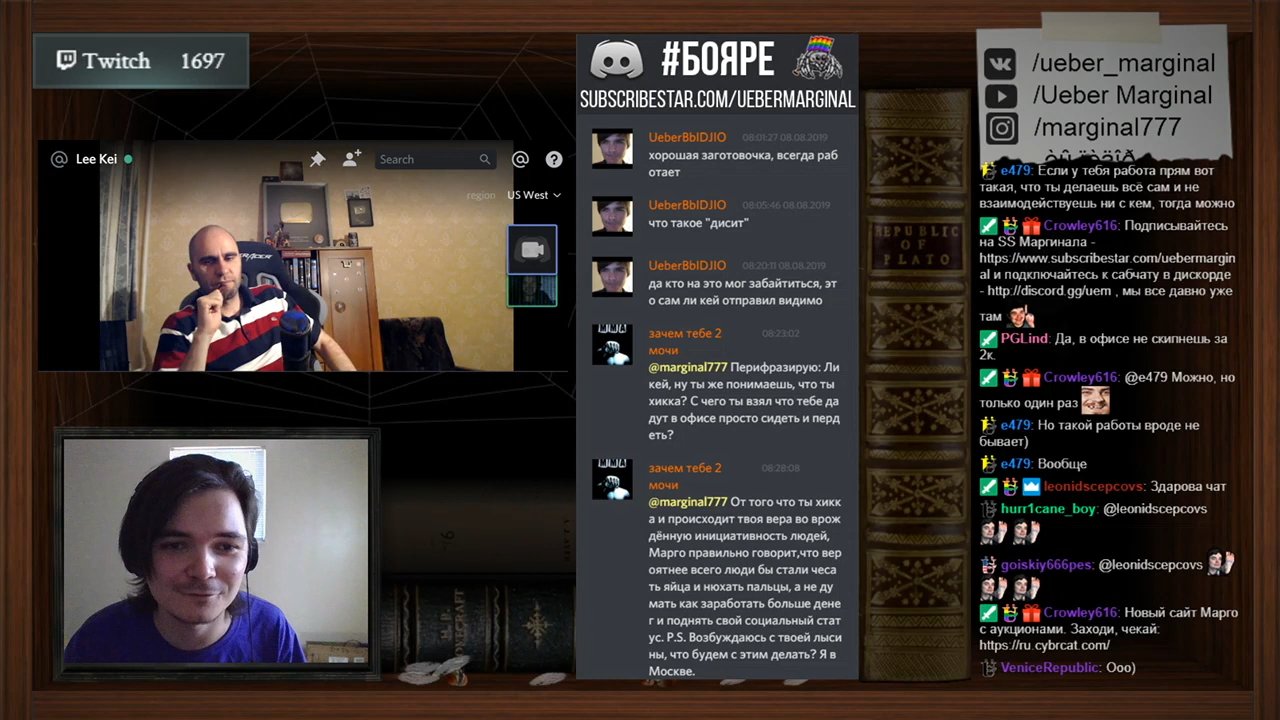 Twitch 1697
@ Lee Kei
Search
@ ?
region US West
#БОЯРЕ
SUBSCRIBESTAR.COM/UEBERMARGINAL
UeberBbIDJIO 08:01:27 08.08.2019
хорошая заготовочка, всегда раб
отает
UeberBbIDJIO 08:05:46 08.08.2019
что такое "дисит"
UeberBbIDJIO 08:20:11 08.08.2019
да кто на это мог забайтиться, эт
о сам ли кей отправил видимо
зачем тебе 2 08:23:02
мочи
@marginal777 Перифразирую: Ли
кей, ну ты же понимаешь, что ты
хикка? С чего ты взял что тебе да
дут в офисе просто сидеть и перд
еть?
зачем тебе 2 08:28:08
мочи
@marginal777 От того что ты хикк
а и происходит твоя вера во врож
дённую инициативность людей,
Марго правильно говорит,что вер
оятнее всего люди бы стали чеса
ть яйца и нюхать пальцы, а не ду
мать как заработать больше дене
г и поднять свой социальный стат
ус. P.S. Возбуждаюсь с твоей лыси
ны, что будем с этим делать? Я в
Москве.
REPUBLIC
OF
PLATO
/ueber_marginal
/Ueber Marginal
/marginal777
e479: Если у тебя работа прям вот
такая, что ты делаешь всё сам и не
взаимодействуешь ни с кем, тогда можно
Crowley616: Подписывайтесь
на SS Маргинала -
https://www.subscribestar.com/uebermargin
al и подключайтесь к сабчату в дискорде
- http://discord.gg/uem , мы все давно уже
там
PGLind: Да, в офисе не скипнешь за
2к.
Crowley616: @e479 Можно, но
только один раз
e479: Но такой работы вроде не
бывает)
e479: Вообще
leonidscepcovs: Здарова чат
hurr1cane_boy: @leonidscepcovs
goiskiy666pes: @leonidscepcovs
Crowley616: Новый сайт Марго
с аукционами. Заходи, чекай:
https://ru.cybrcat.com/
VeniceRepublic: Ооо)